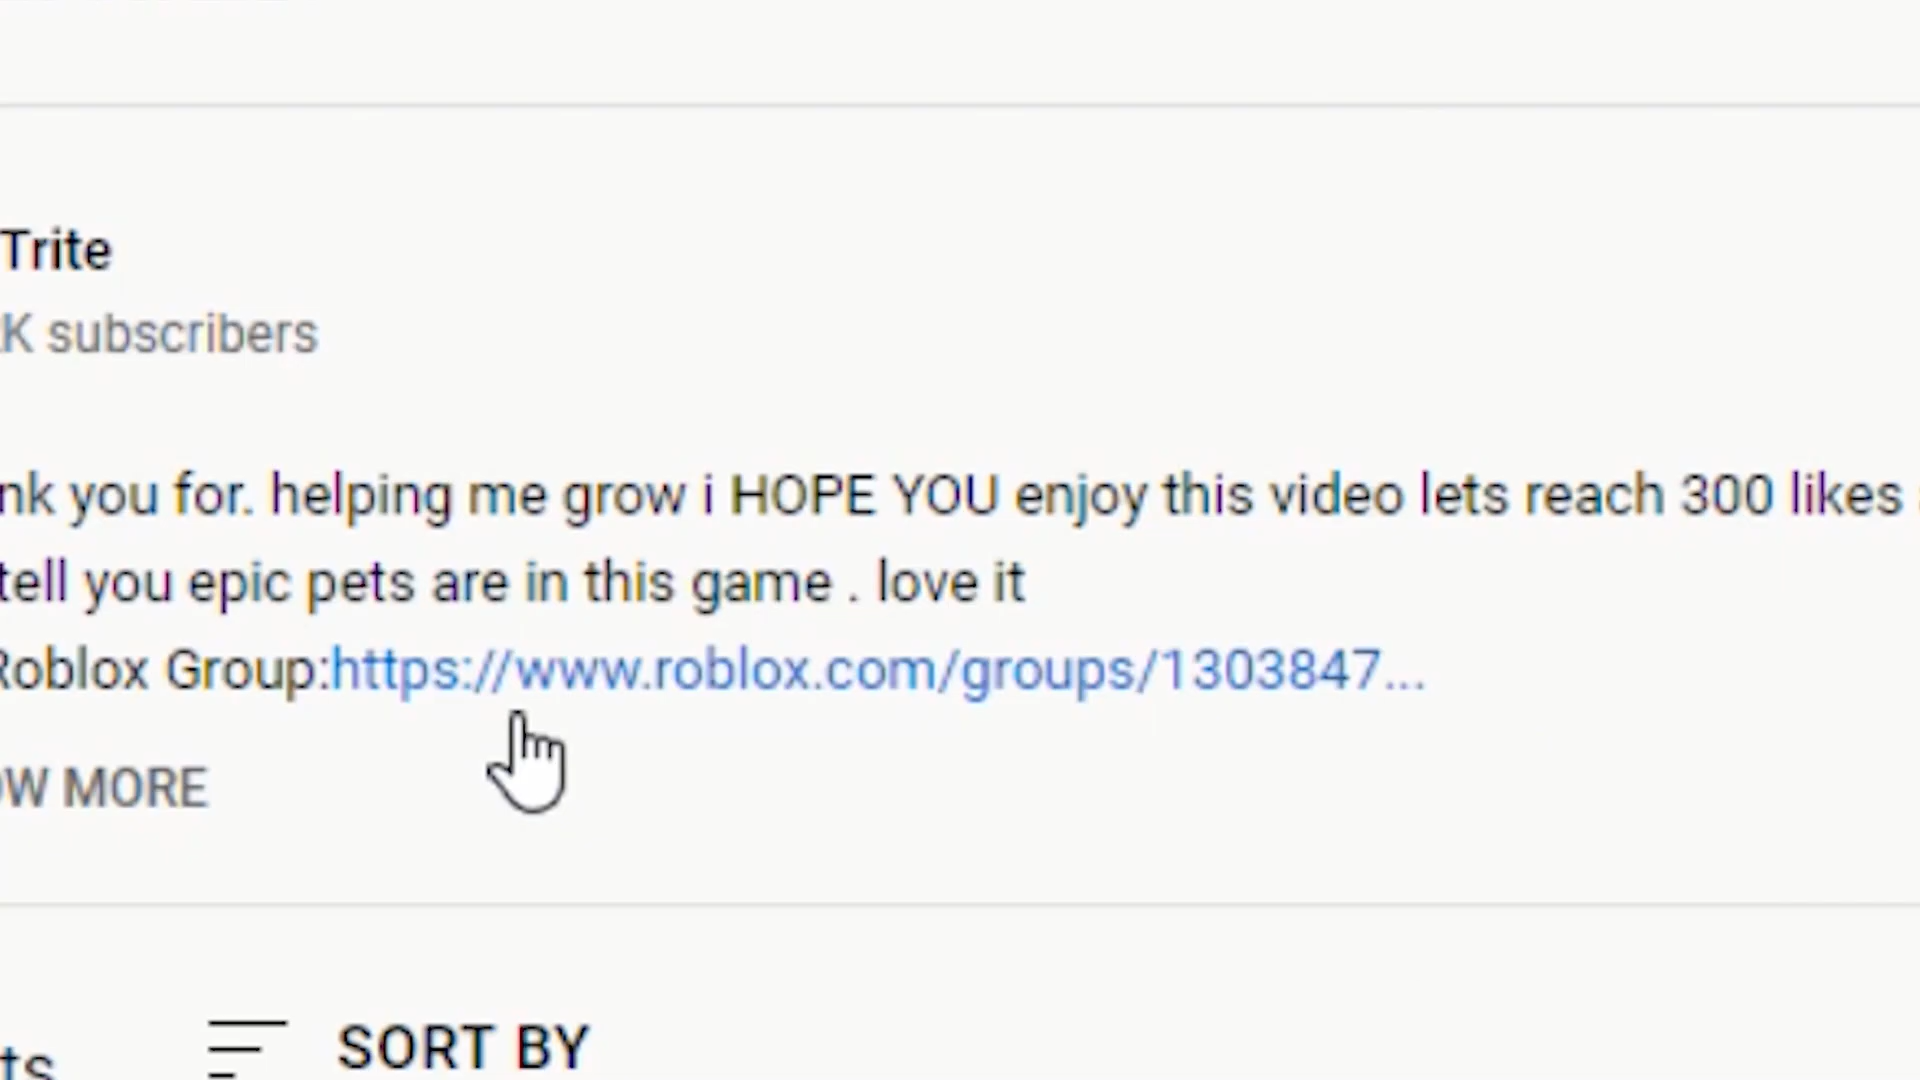 Trite
K subscribers
nk you for. helping me grow i HOPE YOU enjoy this video lets reach 300 likes
tell you epic pets are in this game . love it
Roblox Group:https://www.roblox.com/groups/1303847...
OW MORE
ts
SORT BY